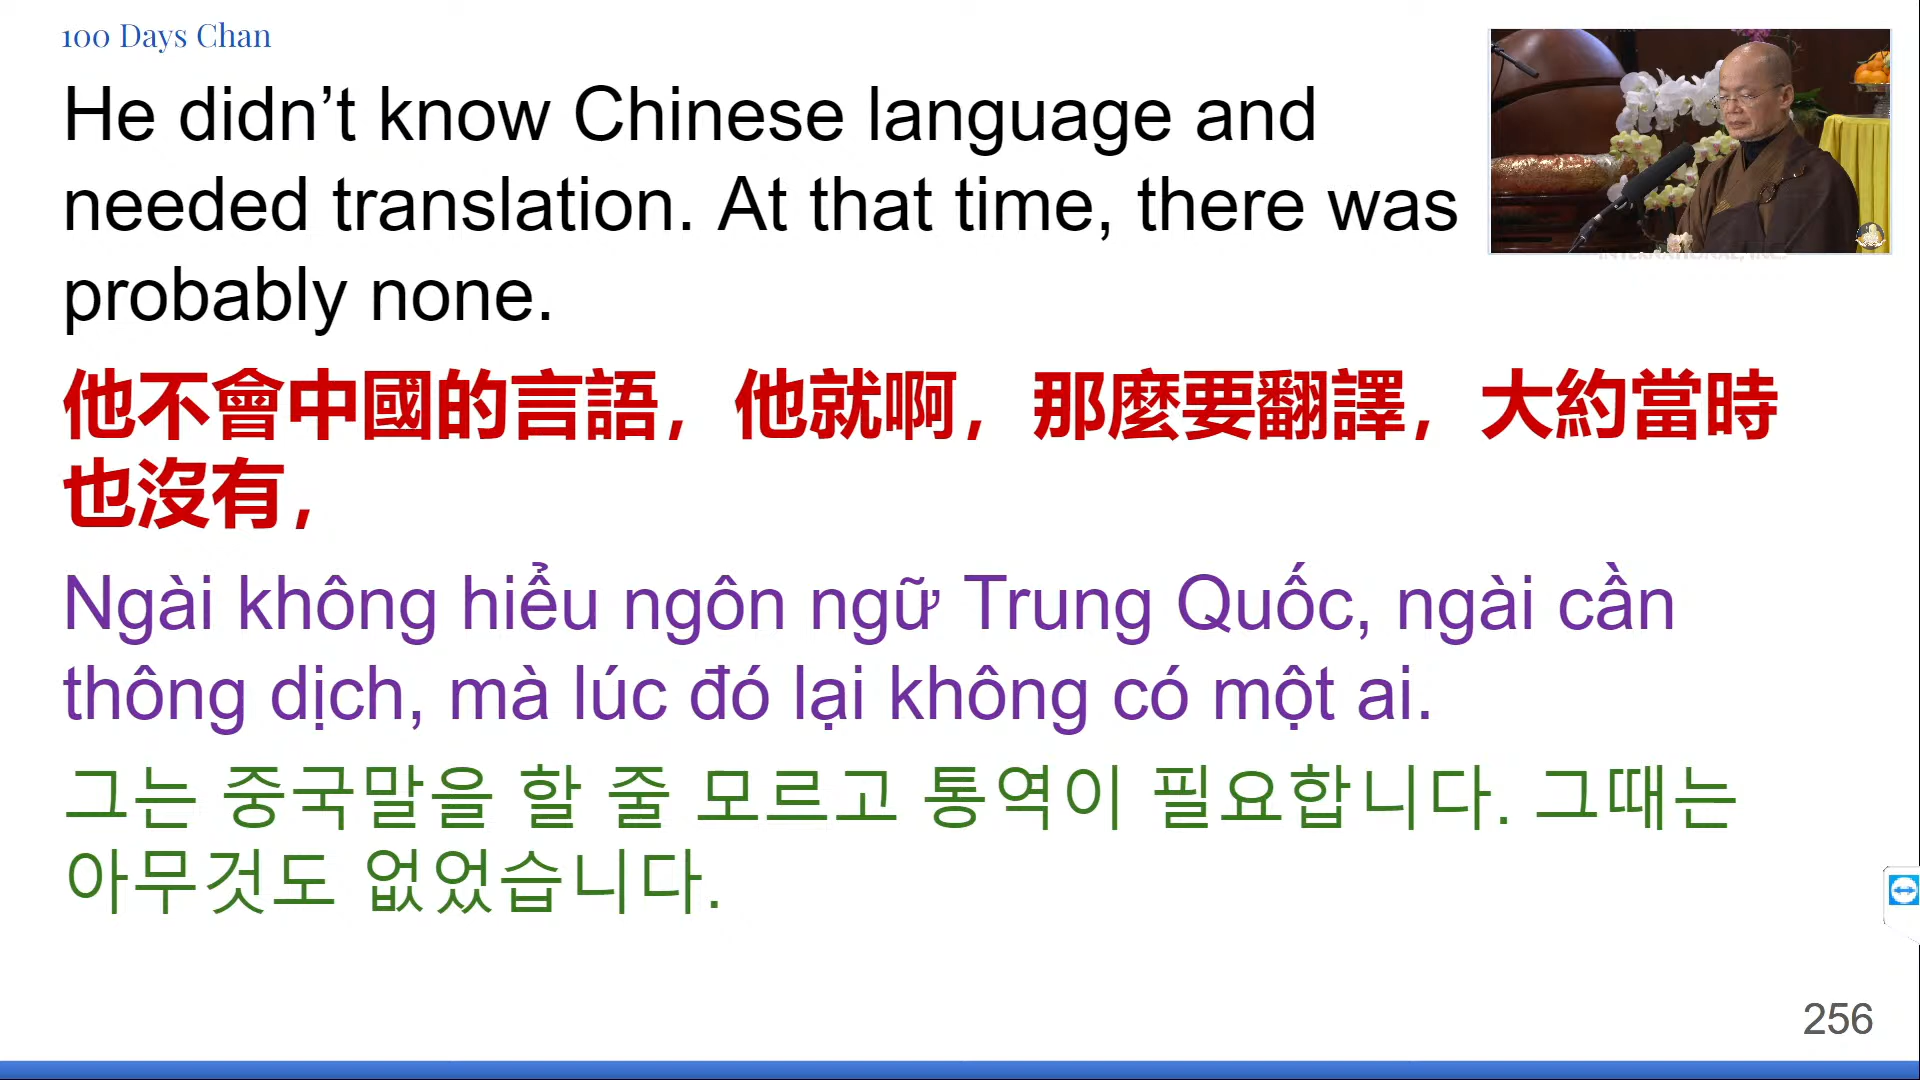 100 Days Chan
He didn’t know Chinese language and
needed translation. At that time, there was
probably none.
他不會中國的言語，他就啊，那麼要翻譯，大約當時
也沒有，
Ngài không hiểu ngôn ngữ Trung Quốc, ngài cần
thông dịch, mà lúc đó lại không có một ai.
그는 중국말을 할 줄 모르고 통역이 필요합니다. 그때는
아무것도 없었습니다.
256